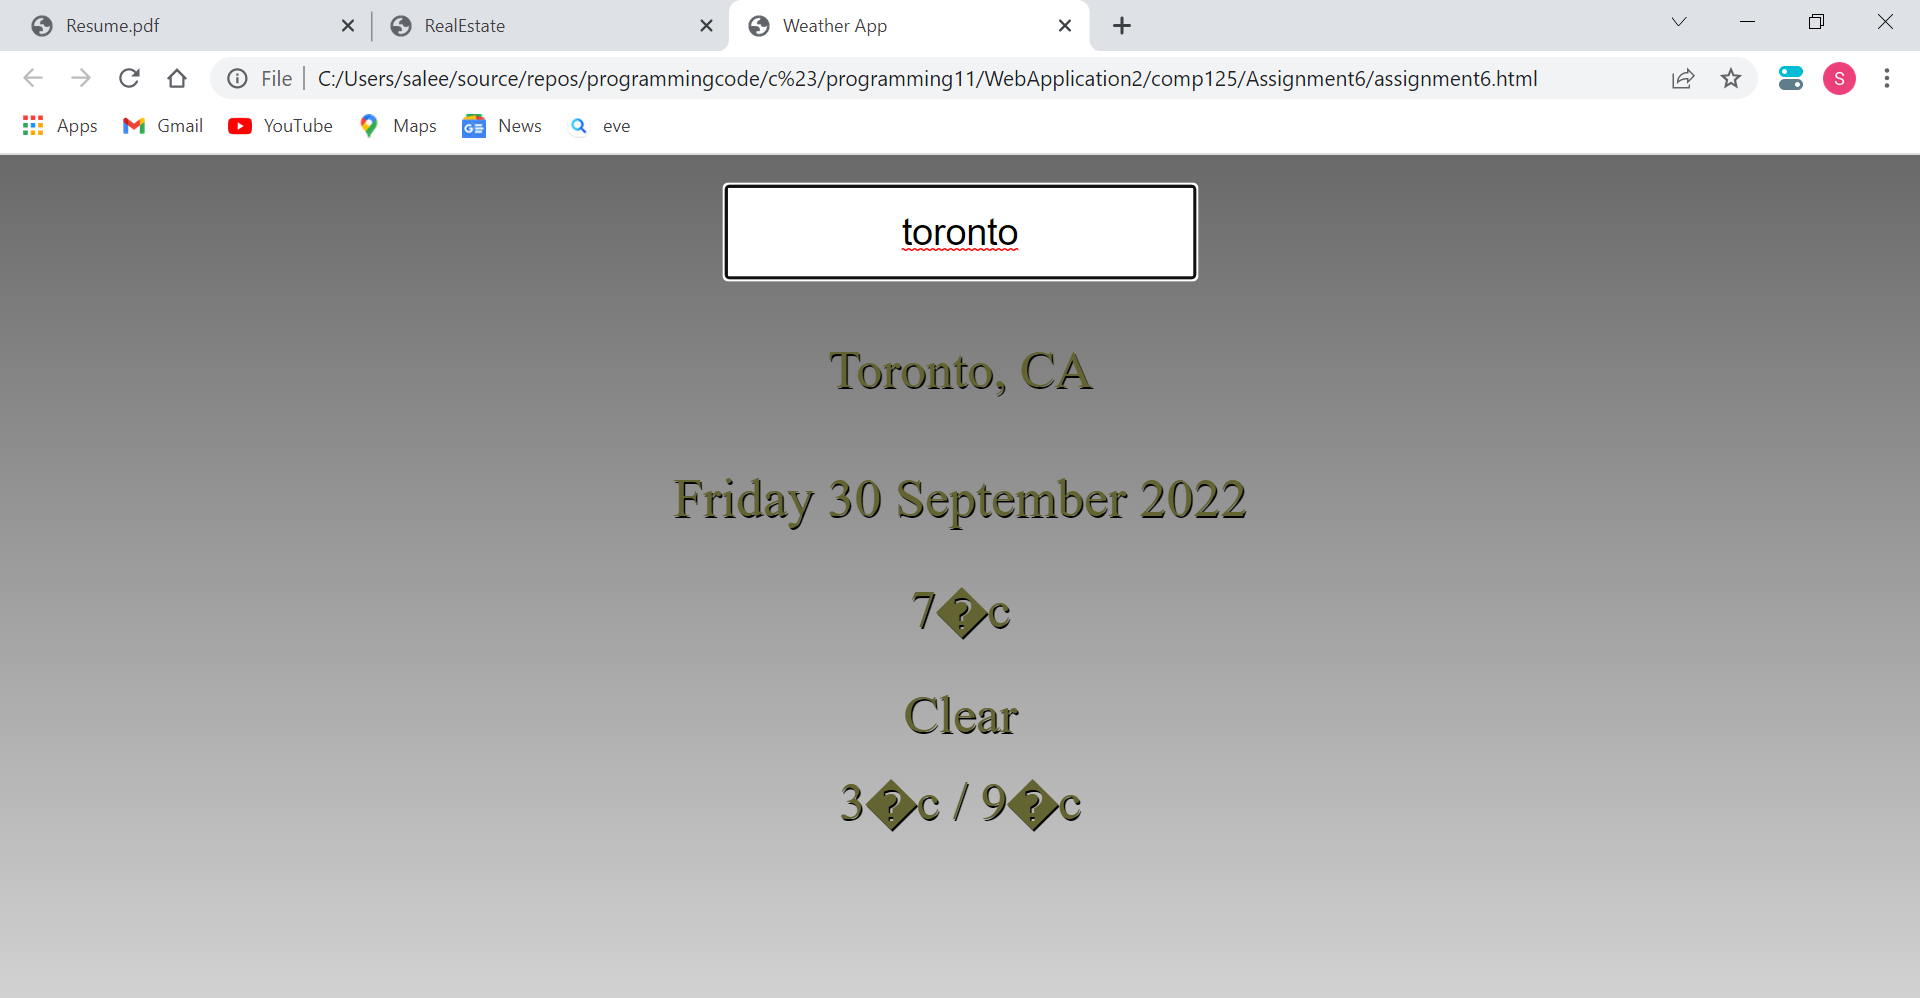 Resume.pdf
RealEstate
Weather App
File
C:/Users/salee/source/repos/programmingcode/c%23/programming11/WebApplication2/comp125/Assignment6/assignment6.html
S
Apps
Gmail
YouTube
Maps
News
eve
toronto
Toronto, CA
Friday 30 September 2022
7�c
Clear
3�c / 9�c